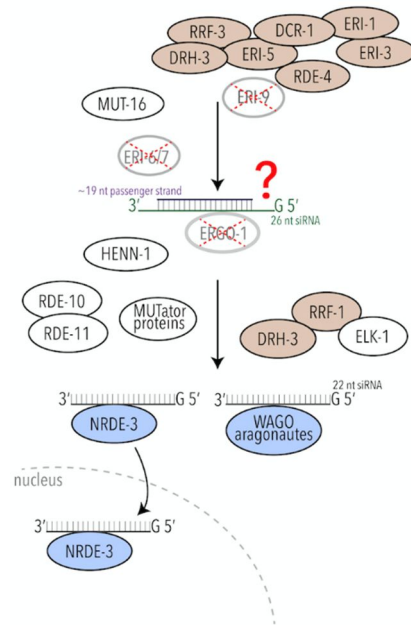 RRF-3
DCR-1
ERI-1
DRH-3
ERI-5
ERI-3
RDE-4
ERI-9
MUT-16
ERI-6/7
?
~19 nt passenger strand
3' G 5'
26 nt siRNA
ERGO-1
HENN-1
RDE-10
RDE-11
MUTator
proteins
RRF-1
DRH-3
ELK-1
22 nt siRNA
3' G 5' 3' G 5'
NRDE-3
WAGO
aragonautes
nucleus
3' G 5'
NRDE-3